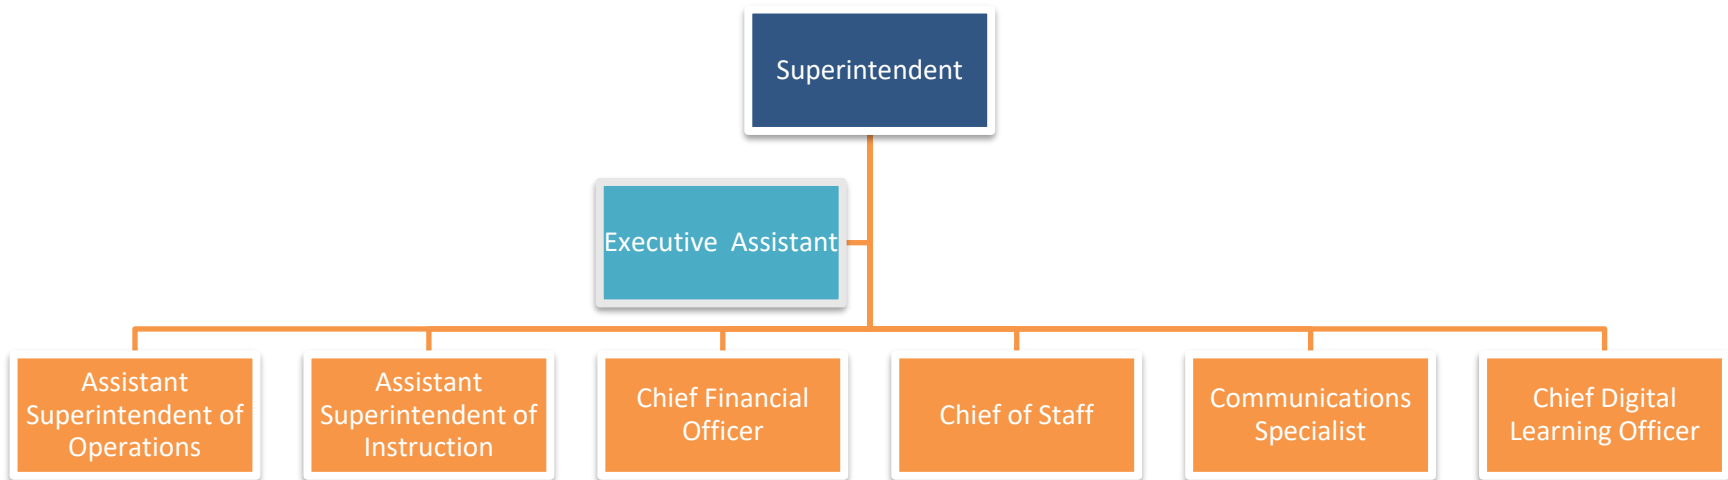 Superintendent
Executive  Assistant
Assistant
Superintendent of
Operations
Assistant
Superintendent of
Instruction
Chief Financial
Officer
Chief of Staff
Communications
Specialist
Chief Digital
Learning Officer